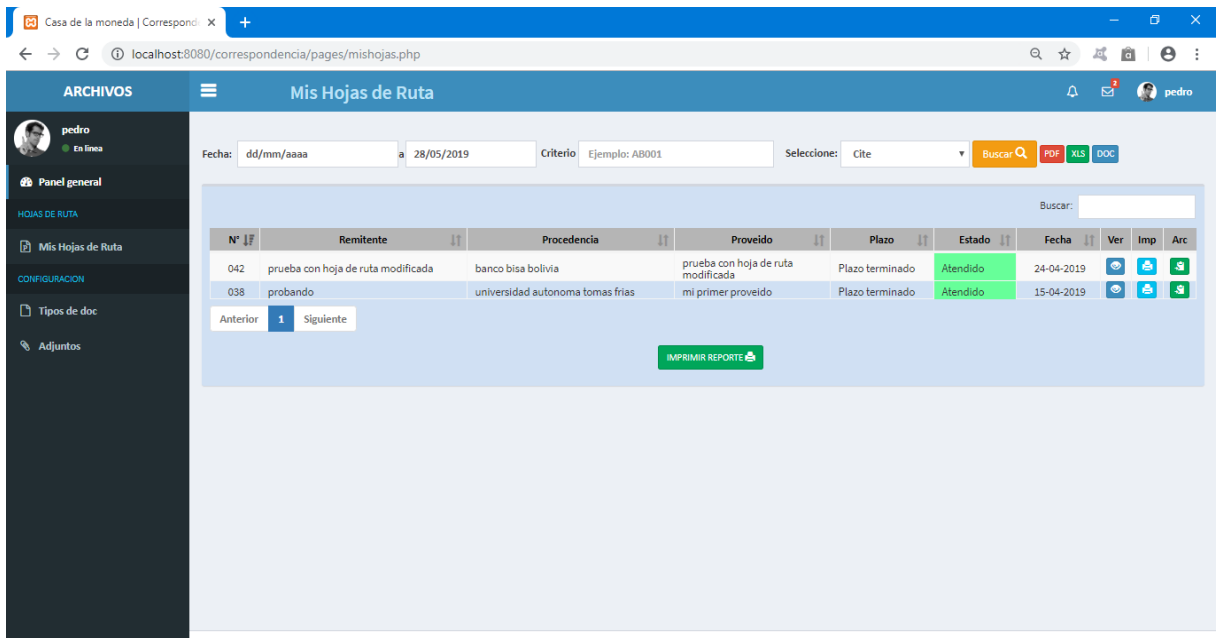 Casa de la moneda | Correspond
localhost:8080/correspondencia/pages/mishojas.php
ARCHIVOS
Mis Hojas de Ruta
2
pedro
pedro
En linea
Panel general
HOJAS DE RUTA
Mis Hojas de Ruta
CONFIGURACION
Tipos de doc
Adjuntos
Fecha: dd/mm/aaaa a 28/05/2019 Criterio Ejemplo: AB001 Seleccione: Cite Buscar PDF XLS DOC
Buscar:
N° Remitente Procedencia Proveido Plazo Estado Fecha Ver Imp Arc
042 prueba con hoja de ruta modificada banco bisa bolivia prueba con hoja de ruta modificada Plazo terminado Atendido 24-04-2019
038 probando universidad autonoma tomas frias mi primer proveido Plazo terminado Atendido 15-04-2019
Anterior 1 Siguiente
IMPRIMIR REPORTE